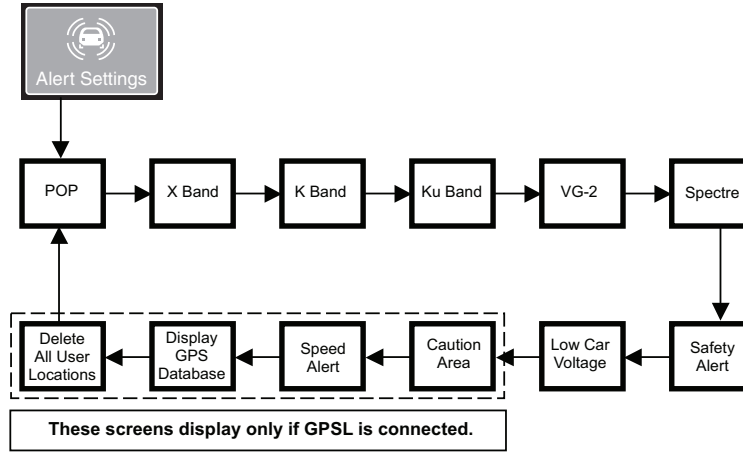 Alert Settings
POP
X Band
K Band
Ku Band
VG-2
Spectre
Delete
All User
Locations
Display
GPS
Database
Speed
Alert
Caution
Area
Low Car
Voltage
Safety
Alert
These screens display only if GPSL is connected.